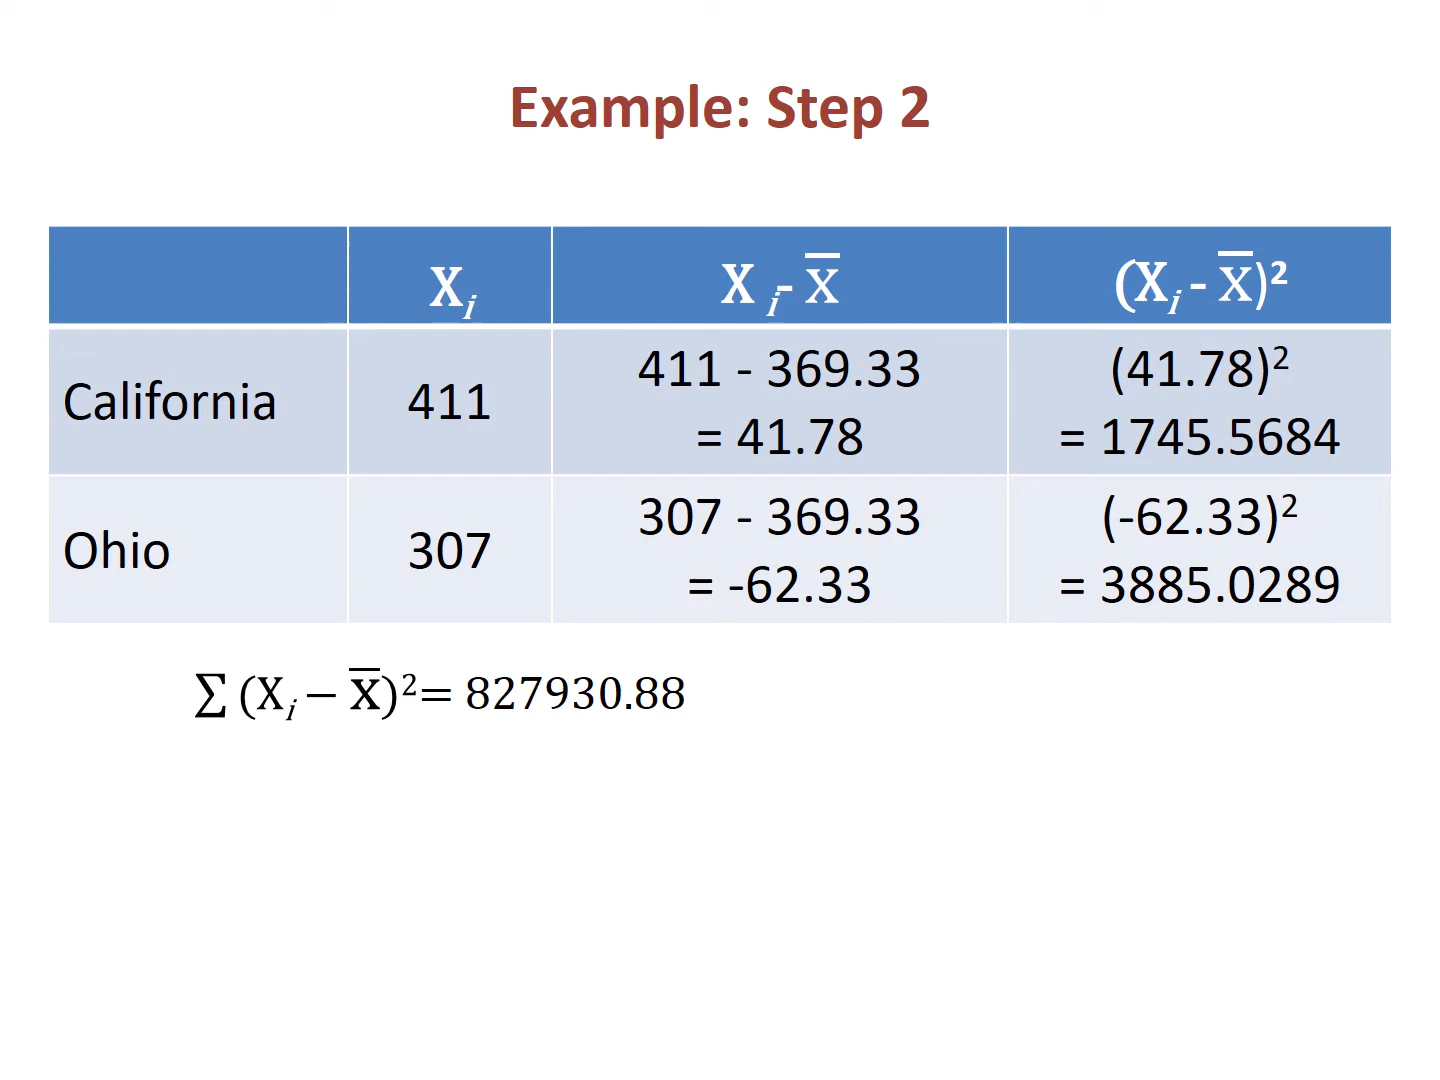 Example: Step 2
Xᵢ
X ᵢ- x̅
(Xᵢ - x̅)²
California
411
411 - 369.33
= 41.78
(41.78)²
= 1745.5684
Ohio
307
307 - 369.33
= -62.33
(-62.33)²
= 3885.0289
∑ (Xᵢ − x̅)²= 827930.88